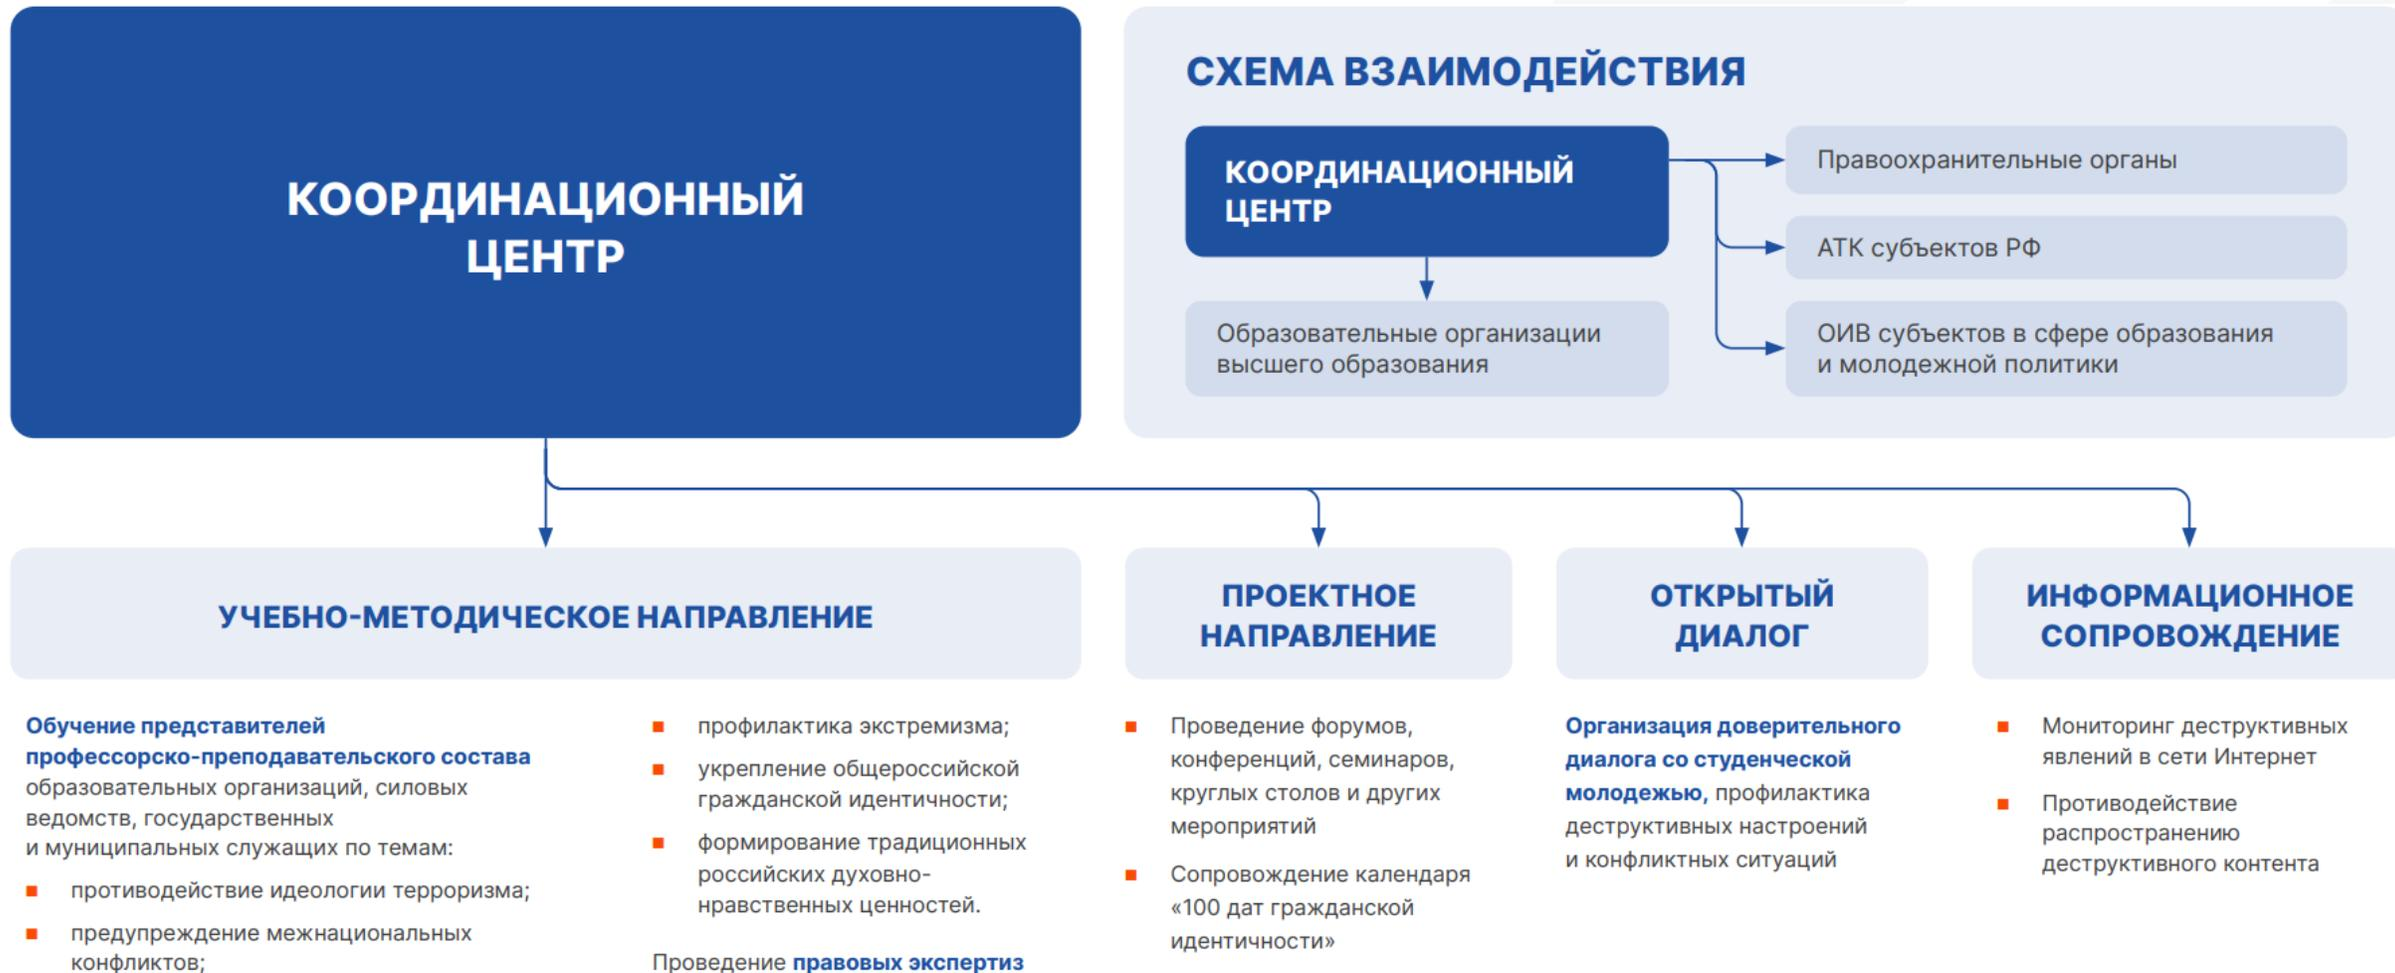 КООРДИНАЦИОННЫЙ
ЦЕНТР
СХЕМА ВЗАИМОДЕЙСТВИЯ
КООРДИНАЦИОННЫЙ
ЦЕНТР
Правоохранительные органы
АТК субъектов РФ
Образовательные организации
высшего образования
ОИВ субъектов в сфере образования
и молодежной политики
УЧЕБНО-МЕТОДИЧЕСКОЕ НАПРАВЛЕНИЕ
Обучение представителей
профессорско-преподавательского состава
образовательных организаций, силовых
ведомств, государственных
и муниципальных служащих по темам:
противодействие идеологии терроризма;
предупреждение межнациональных
конфликтов;
профилактика экстремизма;
укрепление общероссийской
гражданской идентичности;
формирование традиционных
российских духовно-
нравственных ценностей.
Проведение правовых экспертиз
ПРОЕКТНОЕ
НАПРАВЛЕНИЕ
Проведение форумов,
конференций, семинаров,
круглых столов и других
мероприятий
Сопровождение календаря
«100 дат гражданской
идентичности»
ОТКРЫТЫЙ
ДИАЛОГ
Организация доверительного
диалога со студенческой
молодежью, профилактика
деструктивных настроений
и конфликтных ситуаций
ИНФОРМАЦИОННОЕ
СОПРОВОЖДЕНИЕ
Мониторинг деструктивных
явлений в сети Интернет
Противодействие
распространению
деструктивного контента